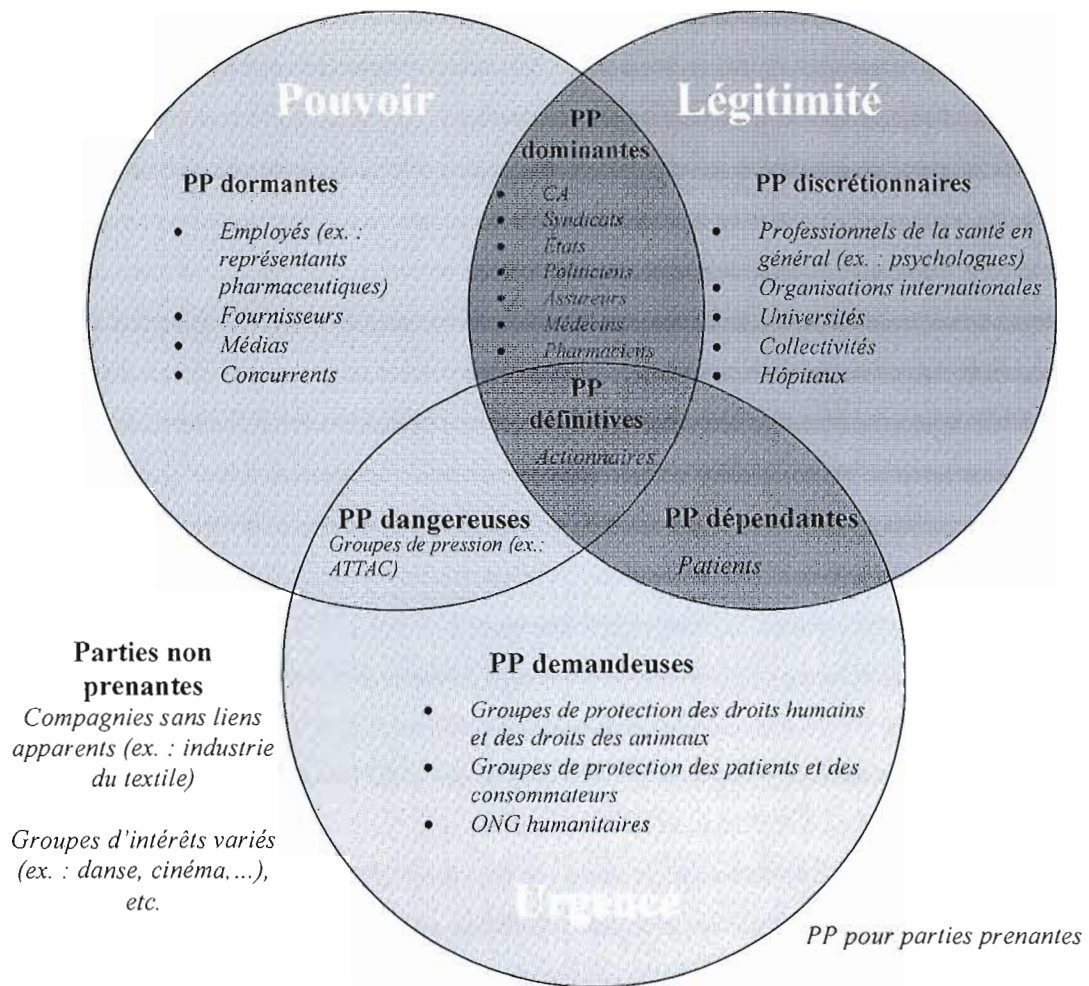 Pouvoir
Légitimité
PP
dominantes
• CA
• Syndicats
• États
• Politiciens
• Assureurs
• Médecins
• Pharmaciens
PP dormantes
• Employés (ex. :
représentants
pharmaceutiques)
• Fournisseurs
• Médias
• Concurrents
PP discrétionnaires
• Professionnels de la santé en
général (ex. : psychologues)
• Organisations internationales
• Universités
• Collectivités
• Hôpitaux
PP
définitives
Actionnaires
PP dangereuses
Groupes de pression (ex.:
ATTAC)
PP dépendantes
Patients
Parties non
prenantes
Compagnies sans liens
apparents (ex. : industrie
du textile)
Groupes d'intérêts variés
(ex. : danse, cinéma,...),
etc.
PP demandeuses
• Groupes de protection des droits humains
et des droits des animaux
• Groupes de protection des patients et des
consommateurs
• ONG humanitaires
Urgence
PP pour parties prenantes